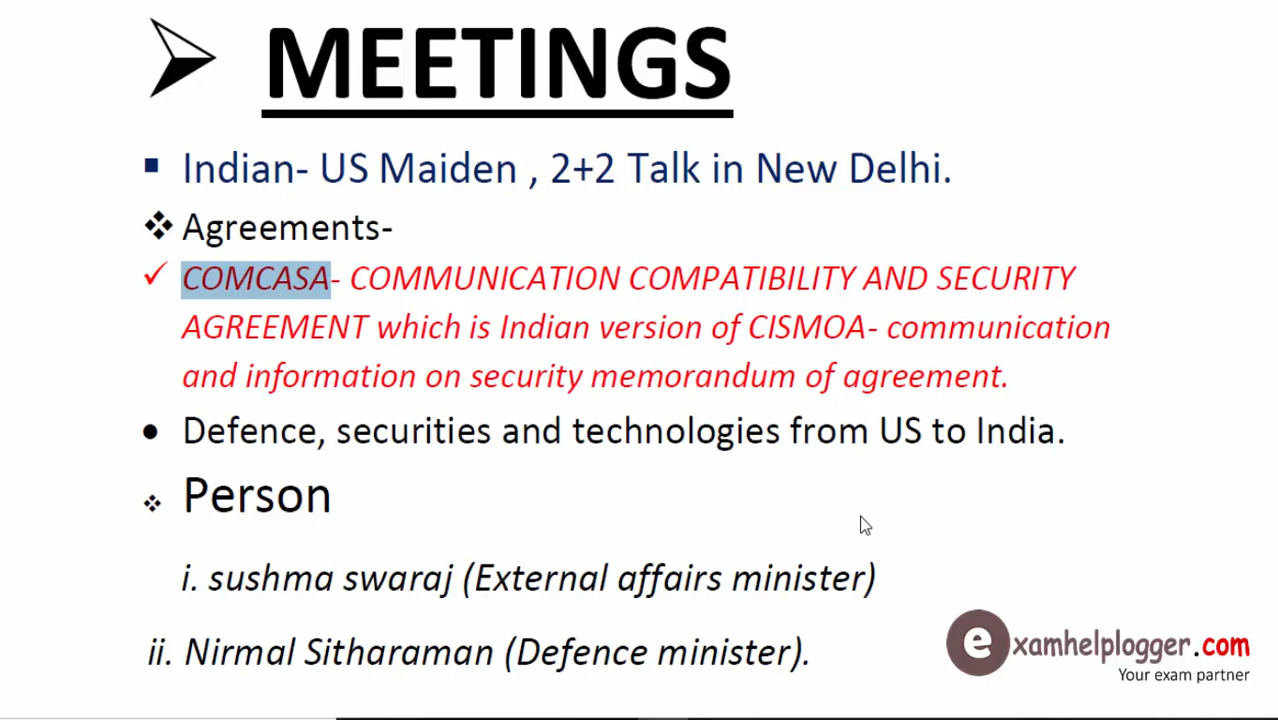 MEETINGS
Indian- US Maiden , 2+2 Talk in New Delhi.
Agreements-
COMCASA- COMMUNICATION COMPATIBILITY AND SECURITY
AGREEMENT which is Indian version of CISMOA- communication
and information on security memorandum of agreement.
Defence, securities and technologies from US to India.
Person
i. sushma swaraj (External affairs minister)
ii. Nirmal Sitharaman (Defence minister).
examhelplogger.com
Your exam partner